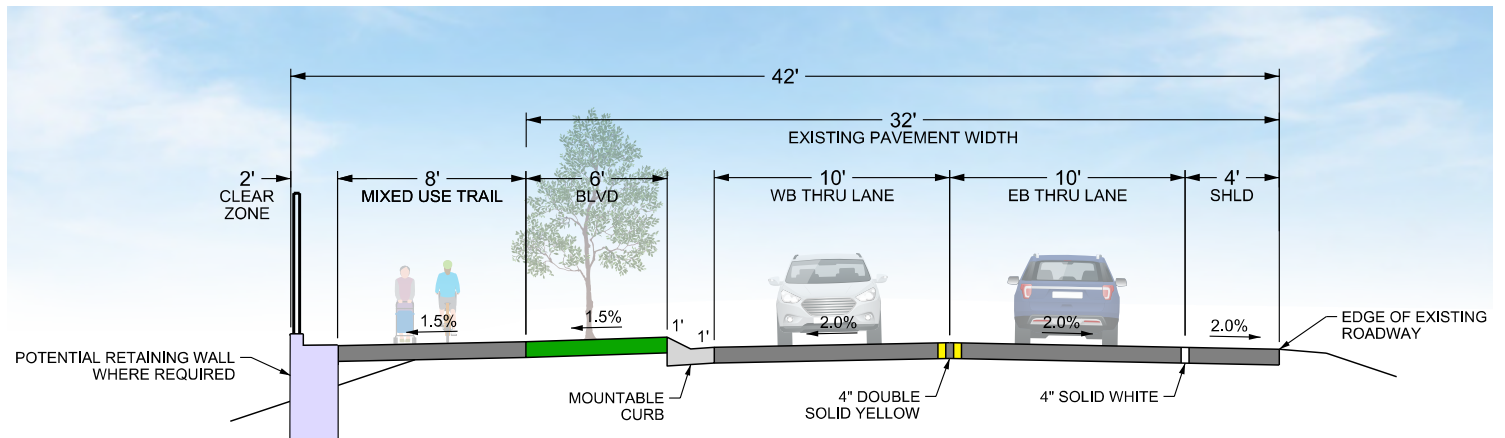 42'
32'
EXISTING PAVEMENT WIDTH
2'
CLEAR
ZONE
8'
MIXED USE TRAIL
6'
BLVD
10'
WB THRU LANE
10'
EB THRU LANE
4'
SHLD
1.5%
1.5%
1'
1'
2.0%
2.0%
2.0%
EDGE OF EXISTING
ROADWAY
POTENTIAL RETAINING WALL
WHERE REQUIRED
MOUNTABLE
CURB
4" DOUBLE
SOLID YELLOW
4" SOLID WHITE